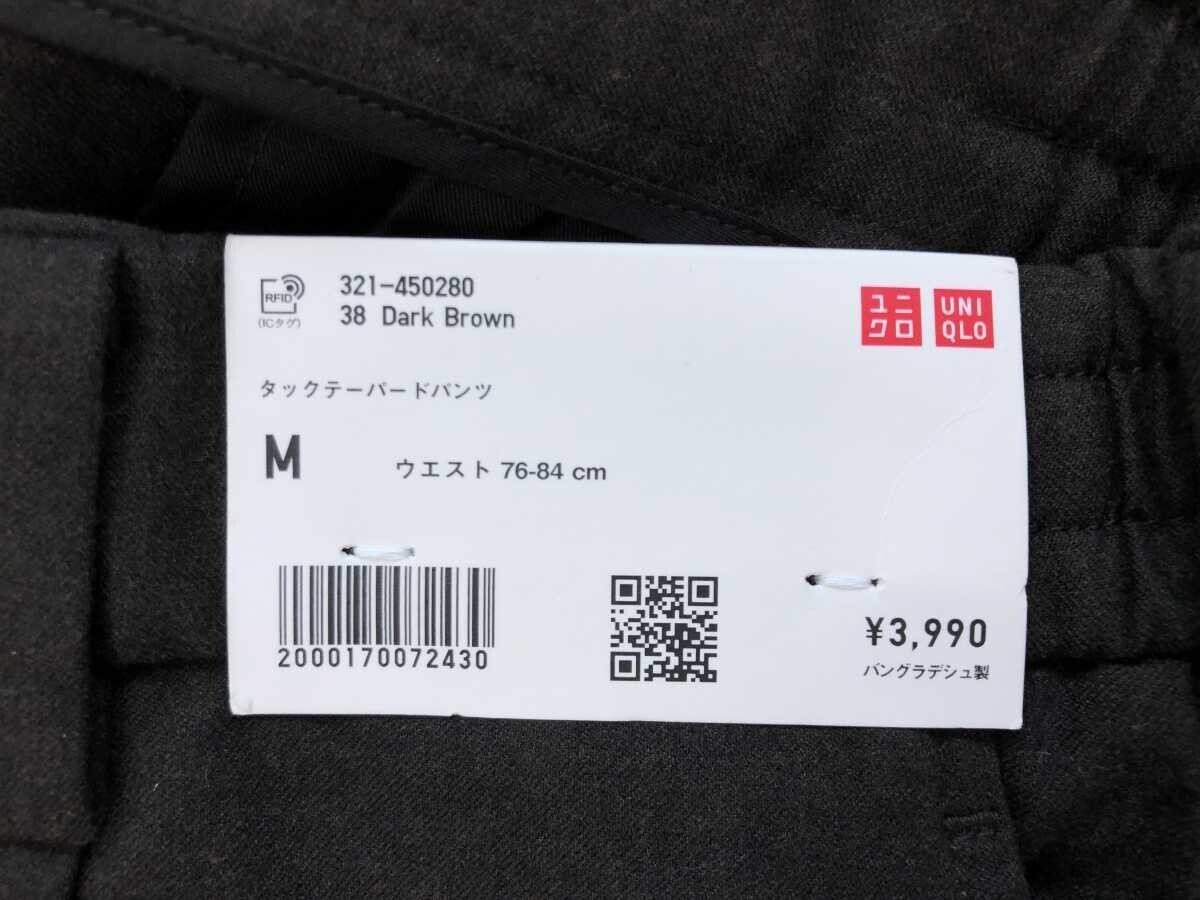 RFID
(ICタグ)
321-450280
38 Dark Brown
ユニ
クロ
UNI
QLO
タックテーパードパンツ
M
ウエスト 76-84 cm
2000170072430
¥3,990
バングラデシュ製